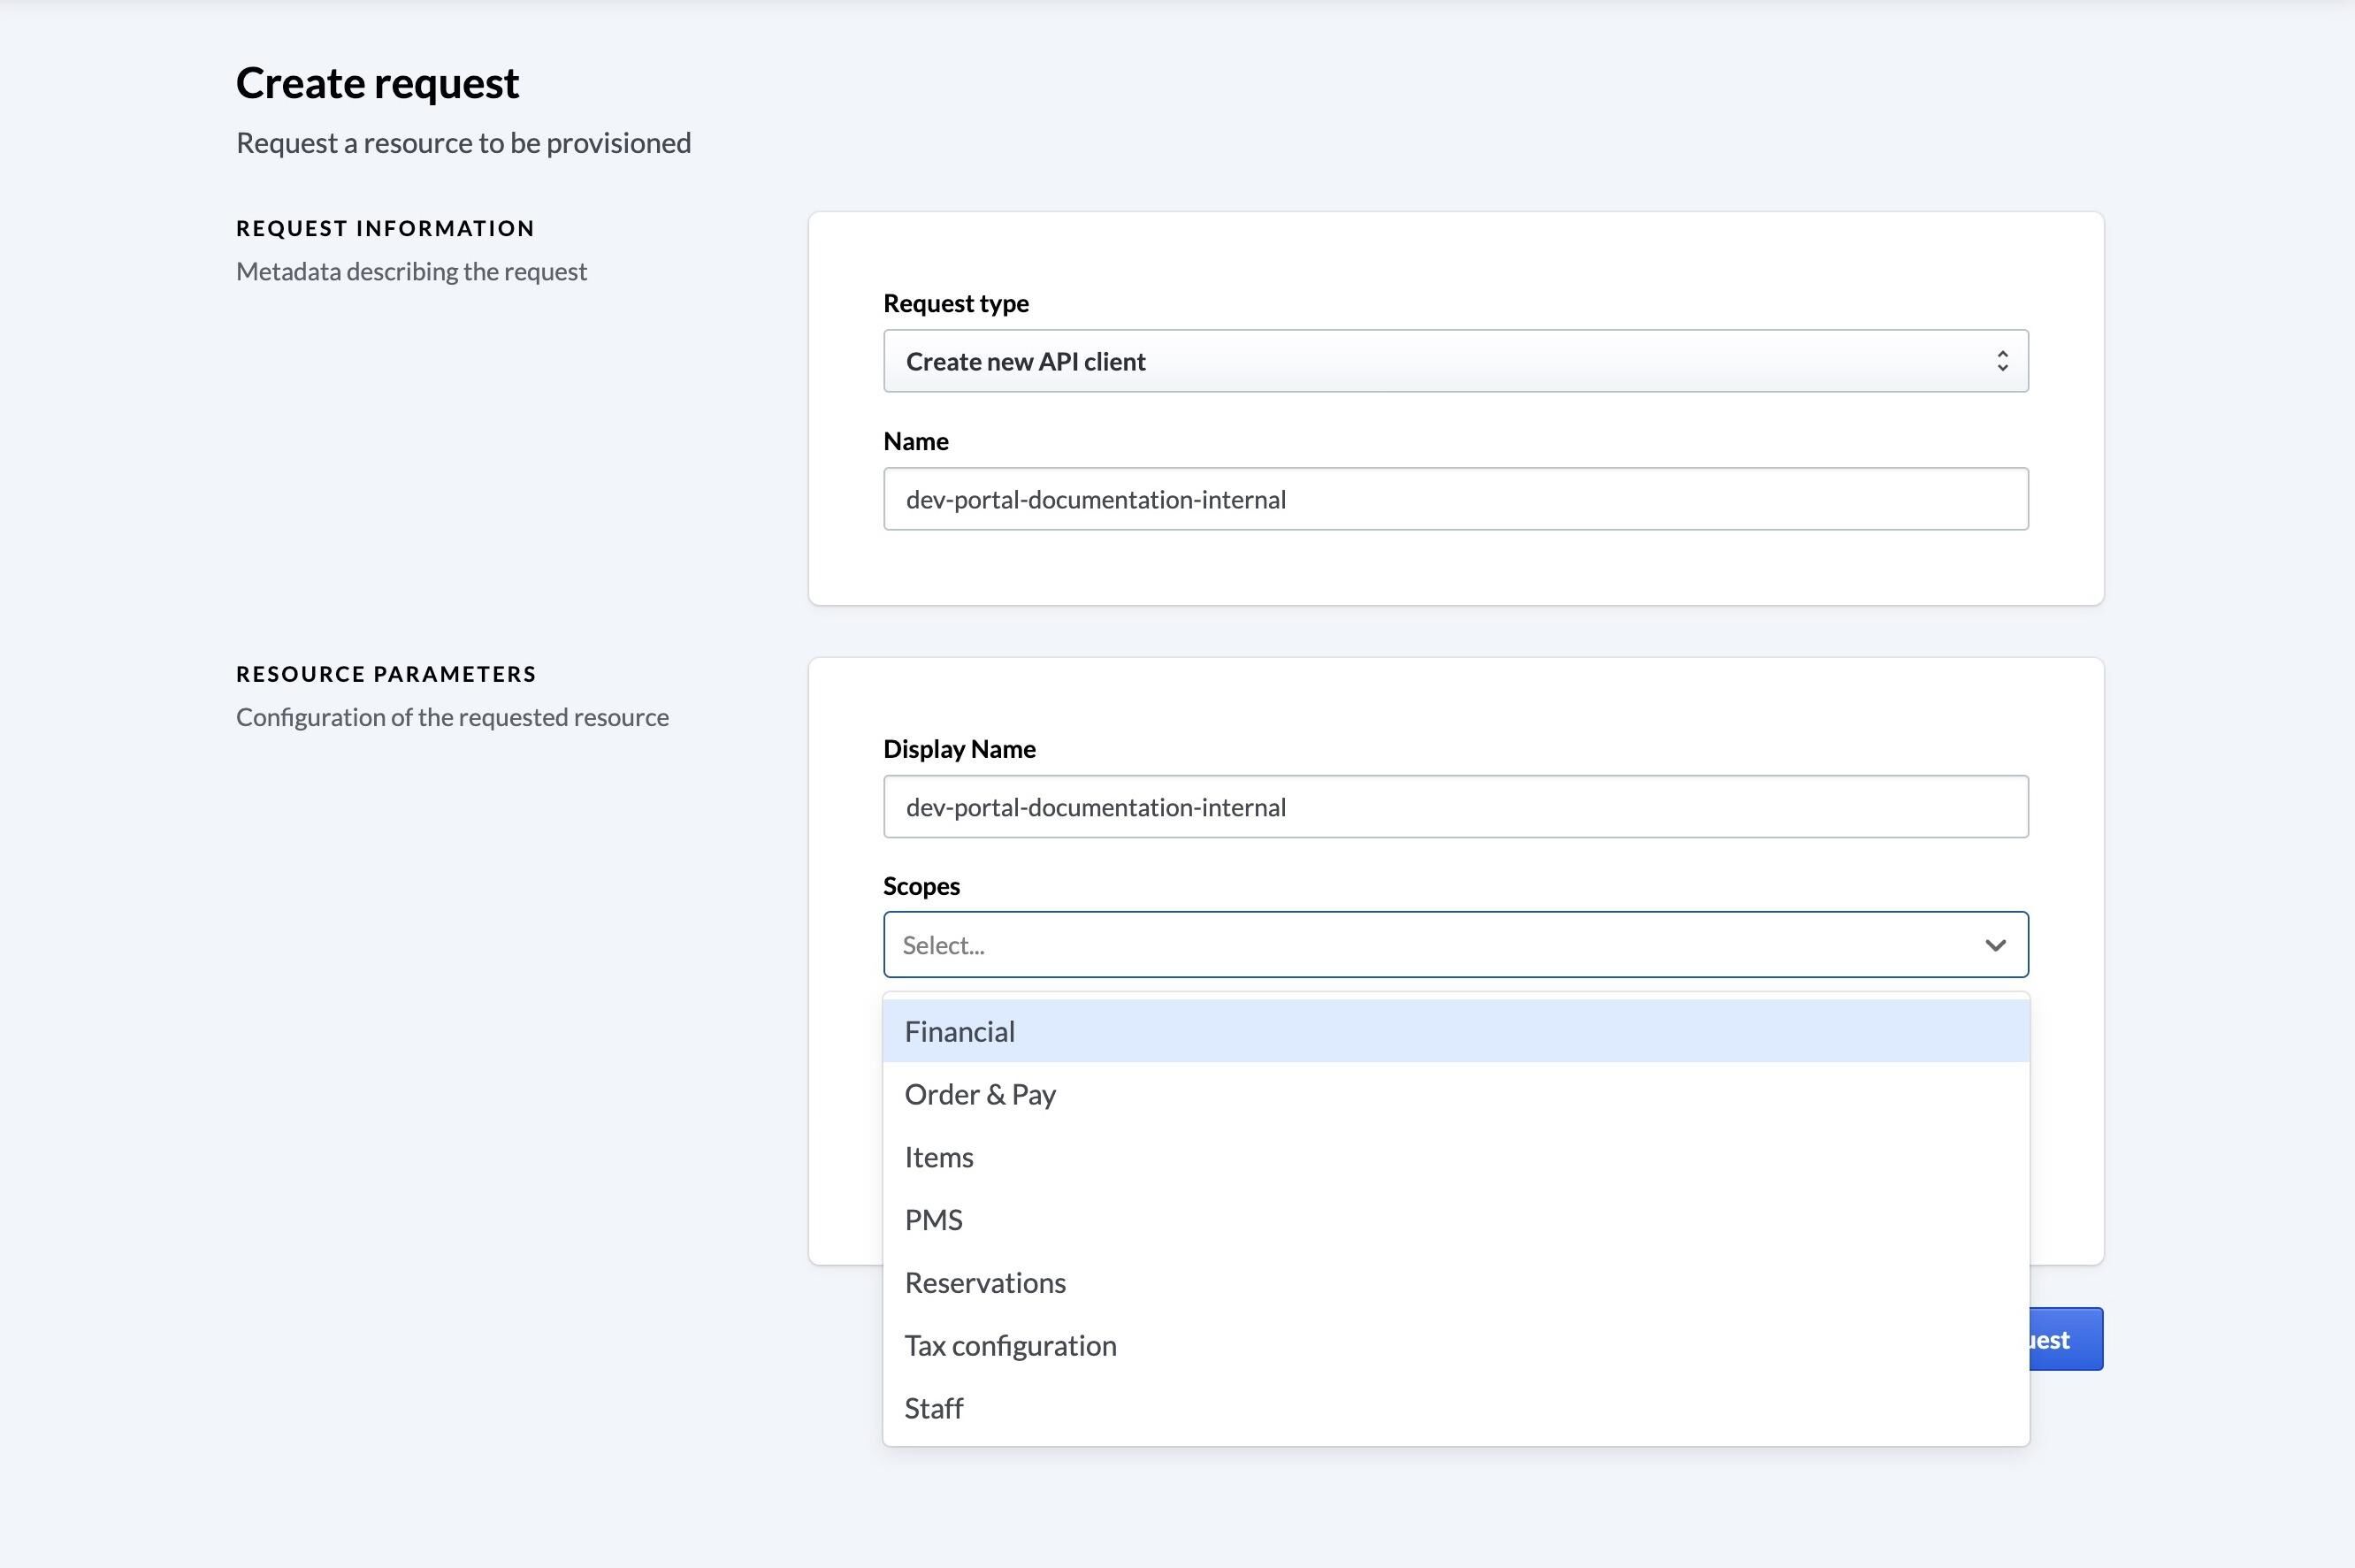 Create request
Request a resource to be provisioned
REQUEST INFORMATION
Metadata describing the request
Request type
Create new API client
Name
dev-portal-documentation-internal
RESOURCE PARAMETERS
Configuration of the requested resource
Display Name
dev-portal-documentation-internal
Scopes
Select...
Financial
Order & Pay
Items
PMS
Reservations
Tax configuration
Staff